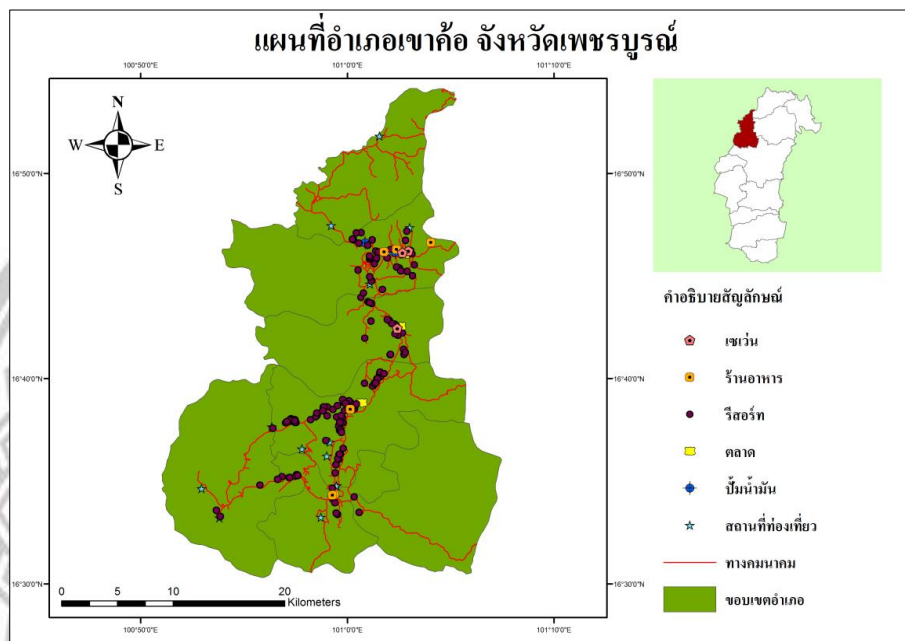 แผนที่อำเภอเขาค้อ จังหวัดเพชรบูรณ์
100°50'0"E 101°0'0"E 101°10'0"E
N
W E
S
16°50'0"N 16°50'0"N
16°40'0"N 16°40'0"N
16°30'0"N 16°30'0"N
0 5 10 20
Kilometers
100°50'0"E 101°0'0"E 101°10'0"E
คำอธิบายสัญลักษณ์
เซเว่น
ร้านอาหาร
รีสอร์ท
ตลาด
ปั๊มน้ำมัน
สถานที่ท่องเที่ยว
ทางคมนาคม
ขอบเขตอำเภอ